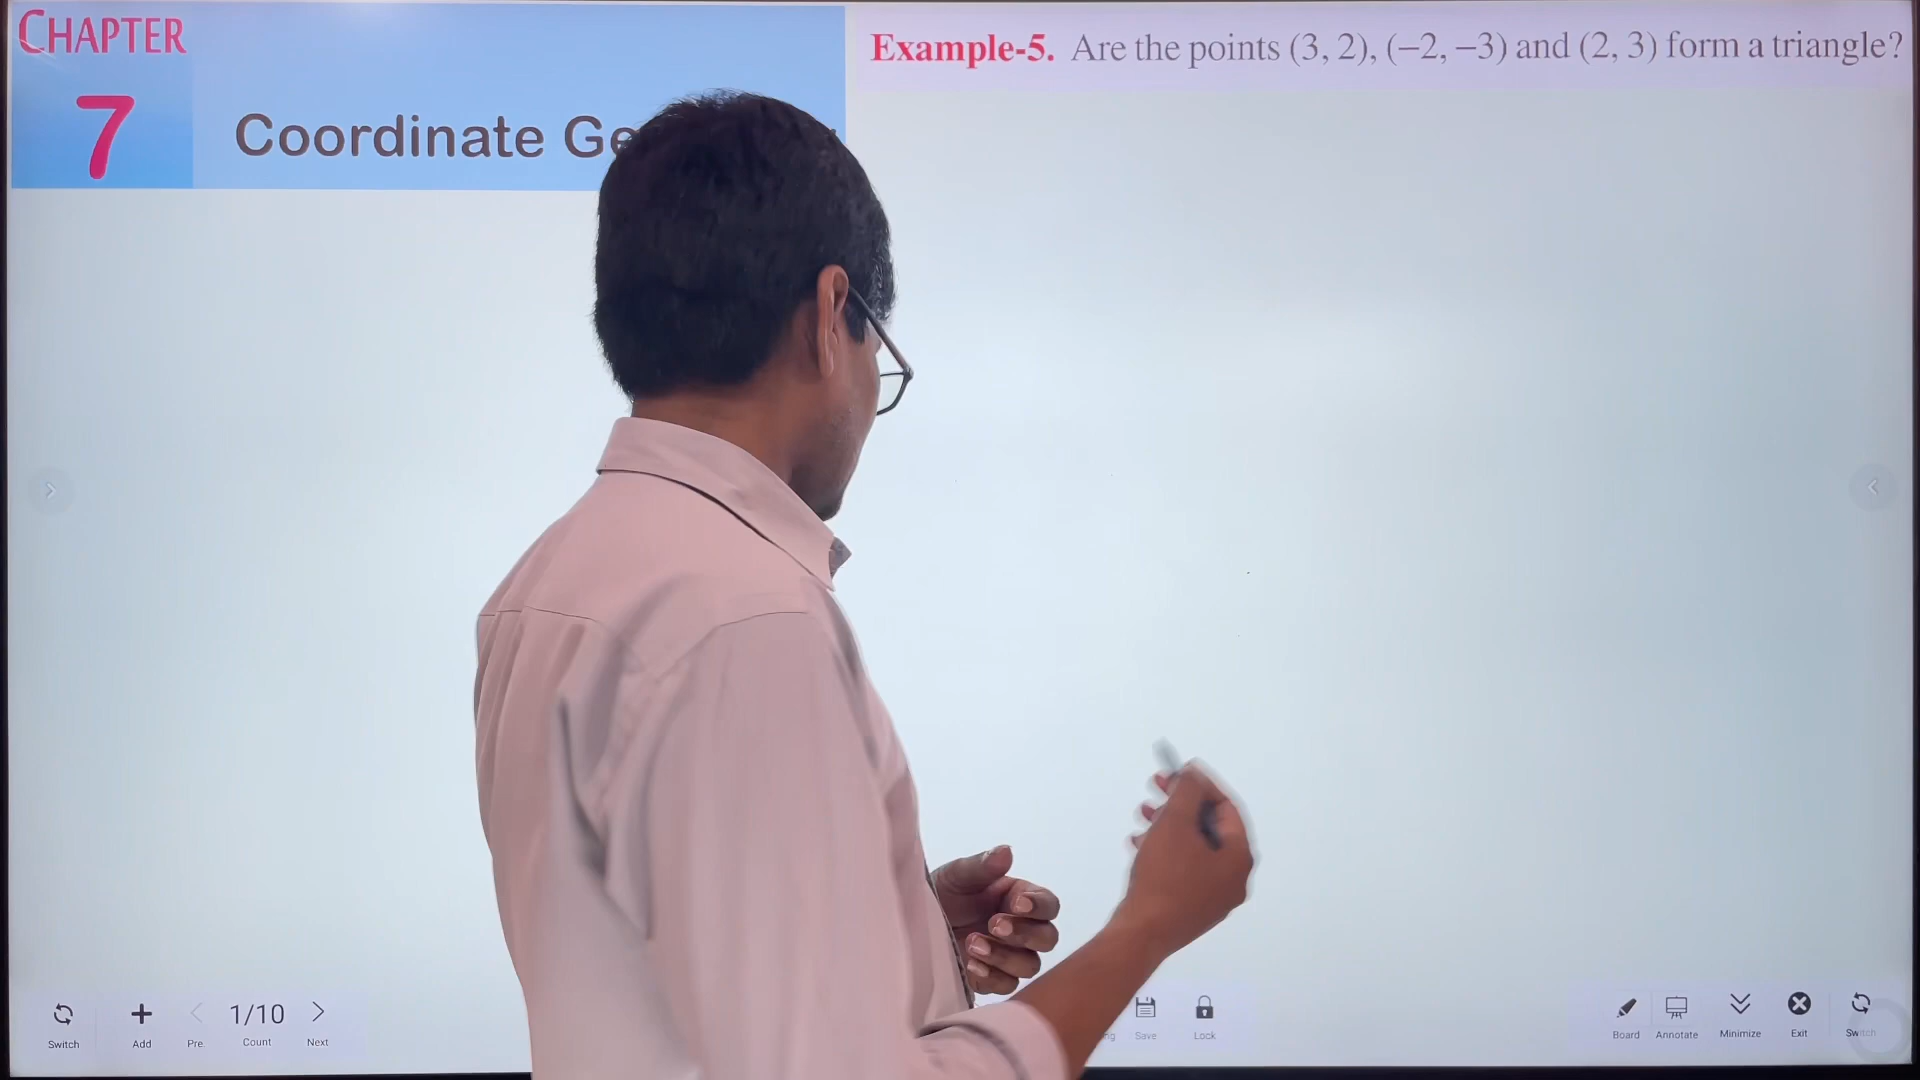 CHAPTER
7
Coordinate Ge
Example-5. Are the points (3, 2), (−2, −3) and (2, 3) form a triangle?
Switch
Add
Pre
1/10
Count
Next
Save
Lock
Board
Annotate
Minimize
Exit
Switch